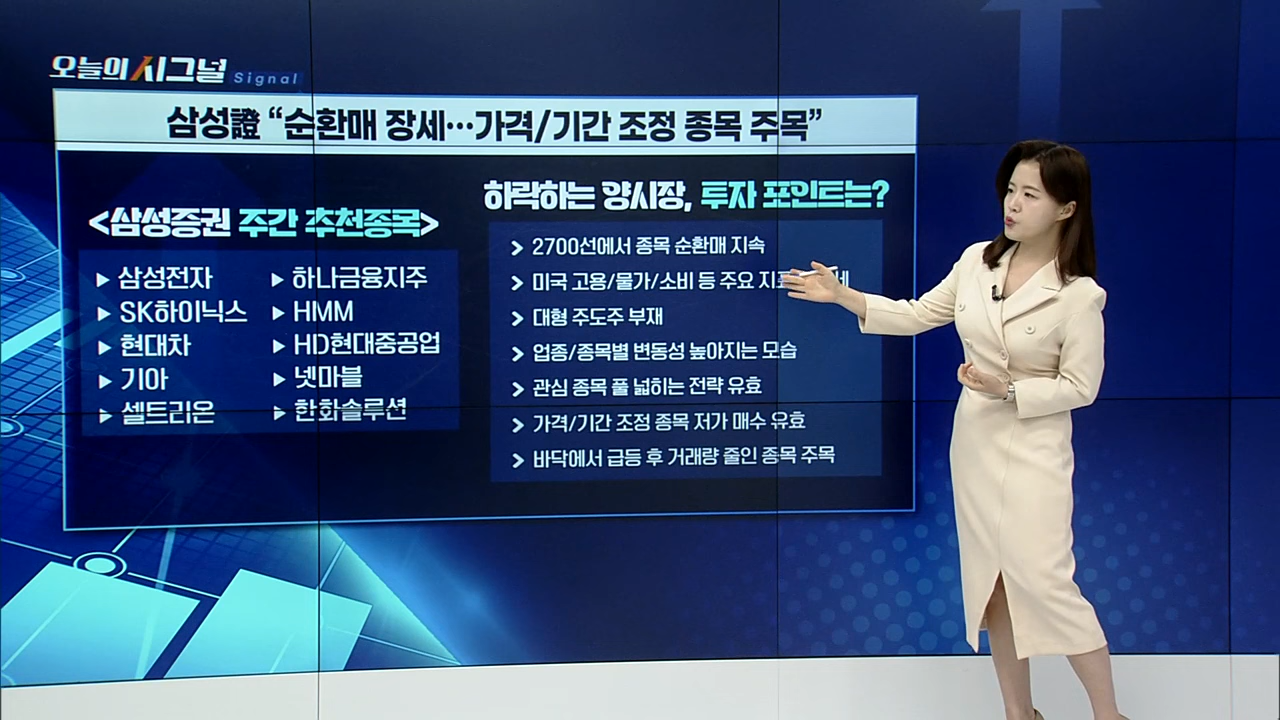 오늘의 시그널 Signal
삼성證 “순환매 장세…가격/기간 조정 종목 주목”
<삼성증권 주간 추천종목>
▶ 삼성전자
▶ SK하이닉스
▶ 현대차
▶ 기아
▶ 셀트리온
▶ 하나금융지주
▶ HMM
▶ HD현대중공업
▶ 넷마블
▶ 한화솔루션
하락하는 양시장, 투자 포인트는?
> 2700선에서 종목 순환매 지속
> 미국 고용/물가/소비 등 주요
> 대형 주도주 부재
> 업종/종목별 변동성 높아지는 모습
> 관심 종목 풀 넓히는 전략 유효
> 가격/기간 조정 종목 저가 매수 유효
> 바닥에서 급등 후 거래량 줄인 종목 주목